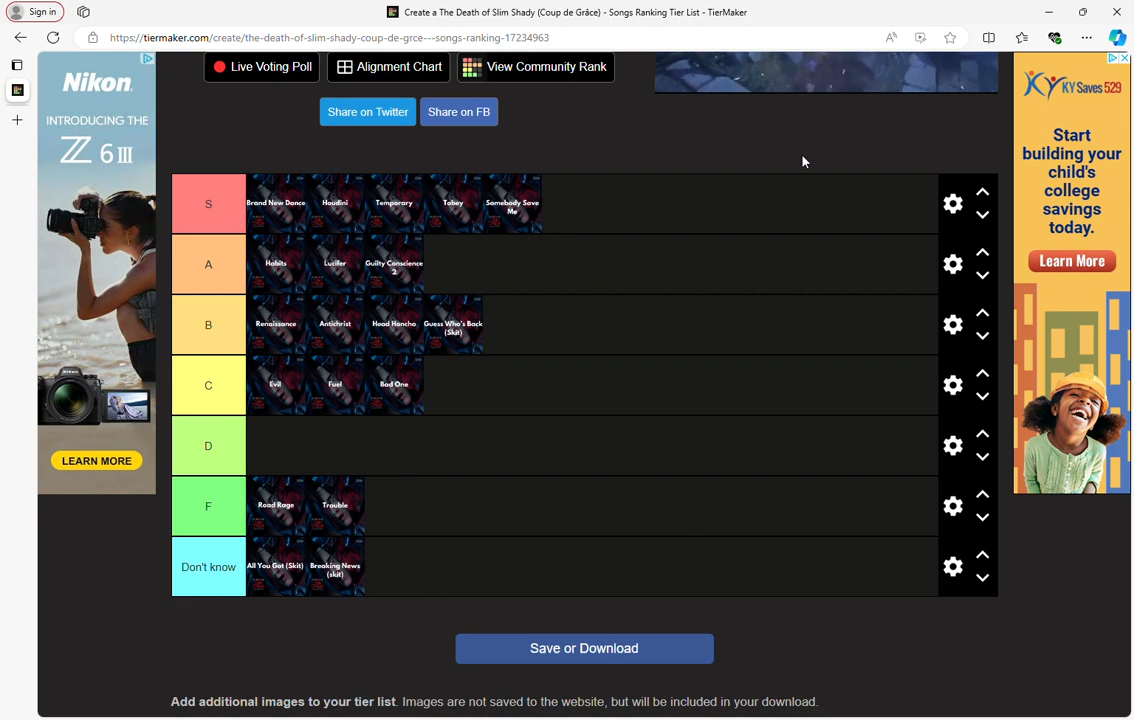 Sign in
Create a The Death of Slim Shady (Coup de Grâce) - Songs Ranking Tier List - TierMaker
https://tiermaker.com/create/the-death-of-slim-shady-coup-de-grce---songs-ranking-17234963
Live Voting Poll
Alignment Chart
View Community Rank
Share on Twitter
Share on FB
Nikon
INTRODUCING THE
Z6III
LEARN MORE
S
Brand New Dance
Houdini
Temporary
Tobey
Somebody Save
Me
A
Habits
Lucifer
Guilty Conscience
2
B
Renaissance
Antichrist
Head Honcho
Guess Who's Back
(Skit)
C
Evil
Fuel
Bad One
D
F
Road Rage
Trouble
Don't know
All You Got (Skit)
Breaking News
(skit)
KY Saves 529
Start
building your
child's
college
savings
today.
Learn More
Save or Download
Add additional images to your tier list. Images are not saved to the website, but will be included in your download.